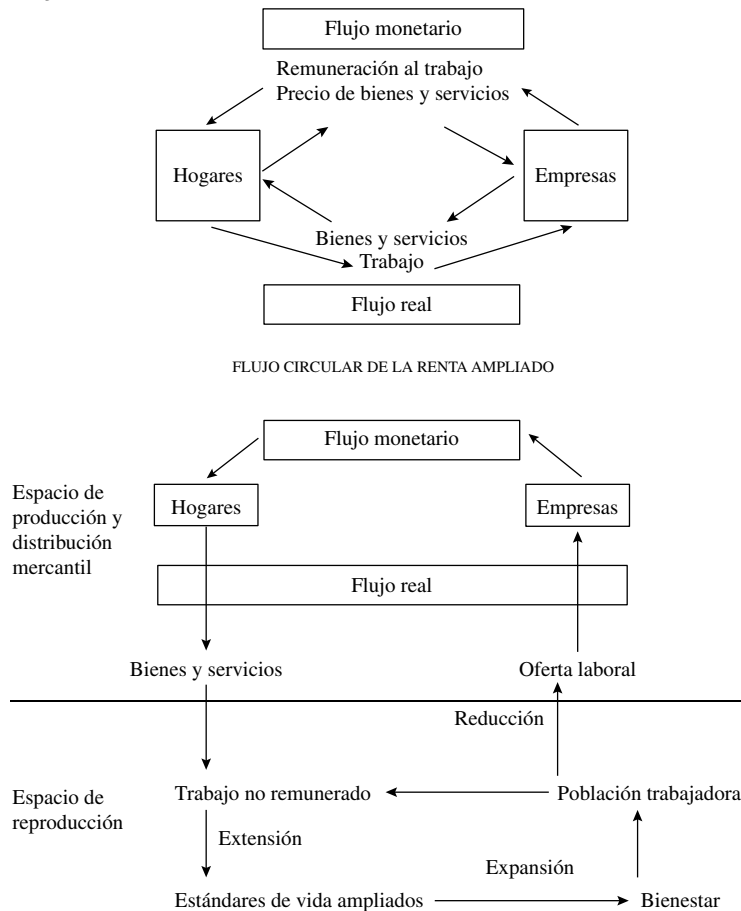 Flujo monetario
Remuneración al trabajo
Precio de bienes y servicios
Hogares
Empresas
Bienes y servicios
Trabajo
Flujo real
FLUJO CIRCULAR DE LA RENTA AMPLIADO
Flujo monetario
Espacio de
producción y
distribución
mercantil
Hogares
Empresas
Flujo real
Bienes y servicios
Oferta laboral
Reducción
Espacio de
reproducción
Trabajo no remunerado
Población trabajadora
Extensión
Expansión
Estándares de vida ampliados
Bienestar